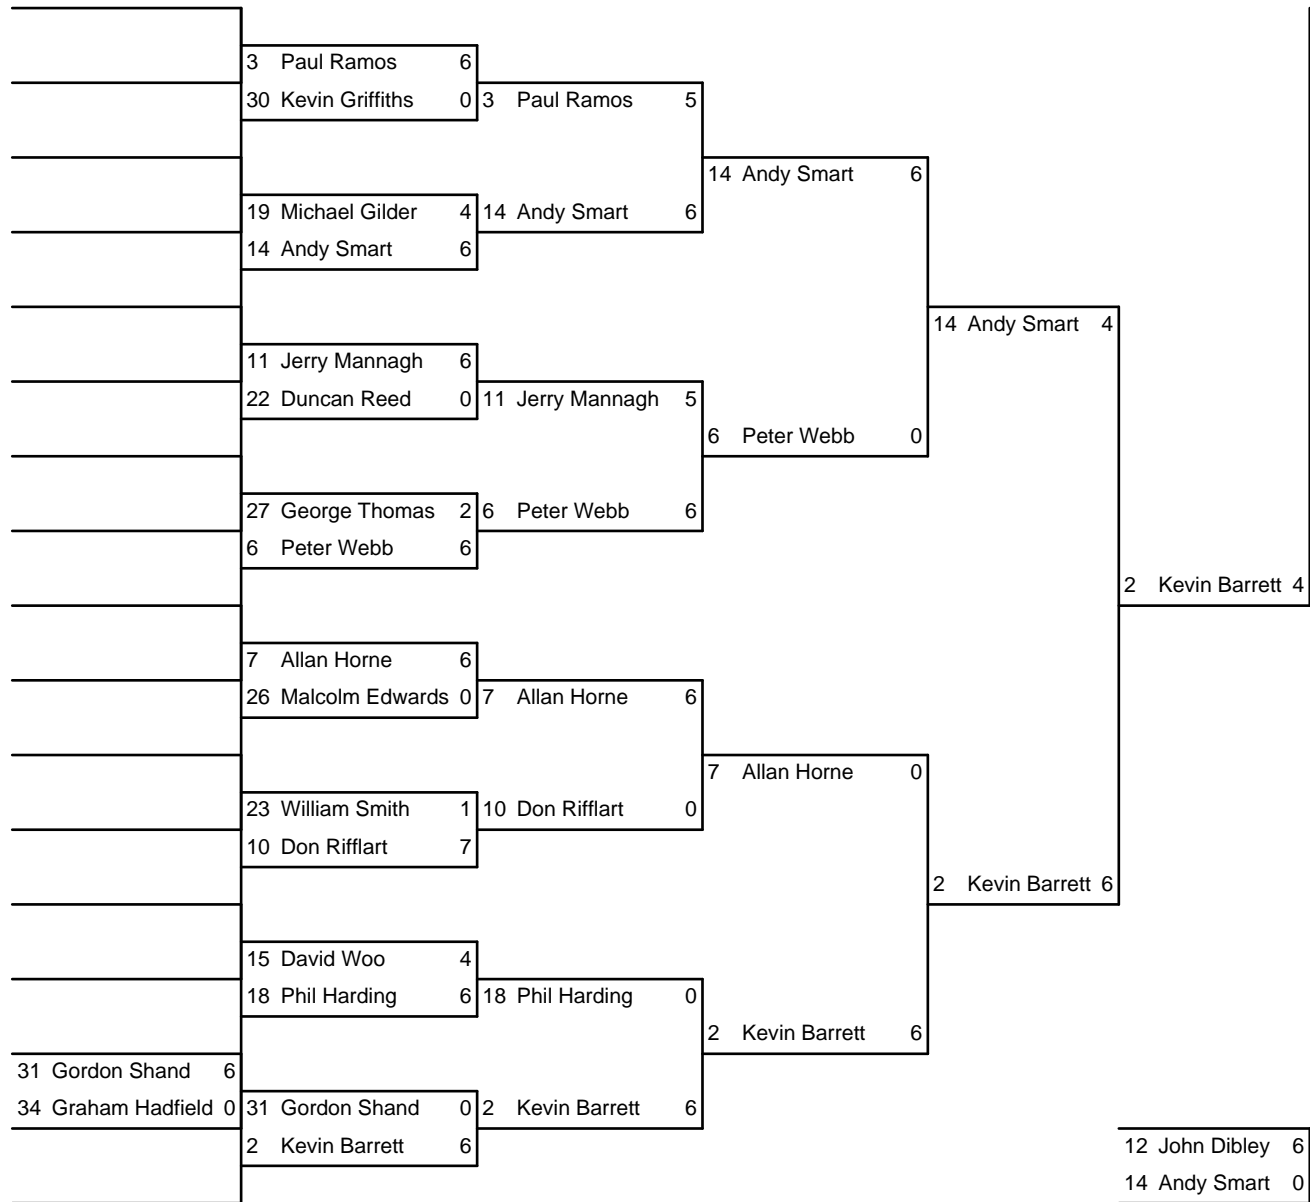 3 Paul Ramos 6
30 Kevin Griffiths 0 3 Paul Ramos 5
14 Andy Smart 6
19 Michael Gilder 4 14 Andy Smart 6
14 Andy Smart 6
14 Andy Smart 4
11 Jerry Mannagh 6
22 Duncan Reed 0 11 Jerry Mannagh 5
6 Peter Webb 0
27 George Thomas 2 6 Peter Webb 6
6 Peter Webb 6
2 Kevin Barrett 4
7 Allan Horne 6
26 Malcolm Edwards 0 7 Allan Horne 6
7 Allan Horne 0
23 William Smith 1 10 Don Rifflart 0
10 Don Rifflart 7
2 Kevin Barrett 6
15 David Woo 4
18 Phil Harding 6 18 Phil Harding 0
2 Kevin Barrett 6
31 Gordon Shand 6
34 Graham Hadfield 0 31 Gordon Shand 0 2 Kevin Barrett 6
2 Kevin Barrett 6 12 John Dibley 6
14 Andy Smart 0